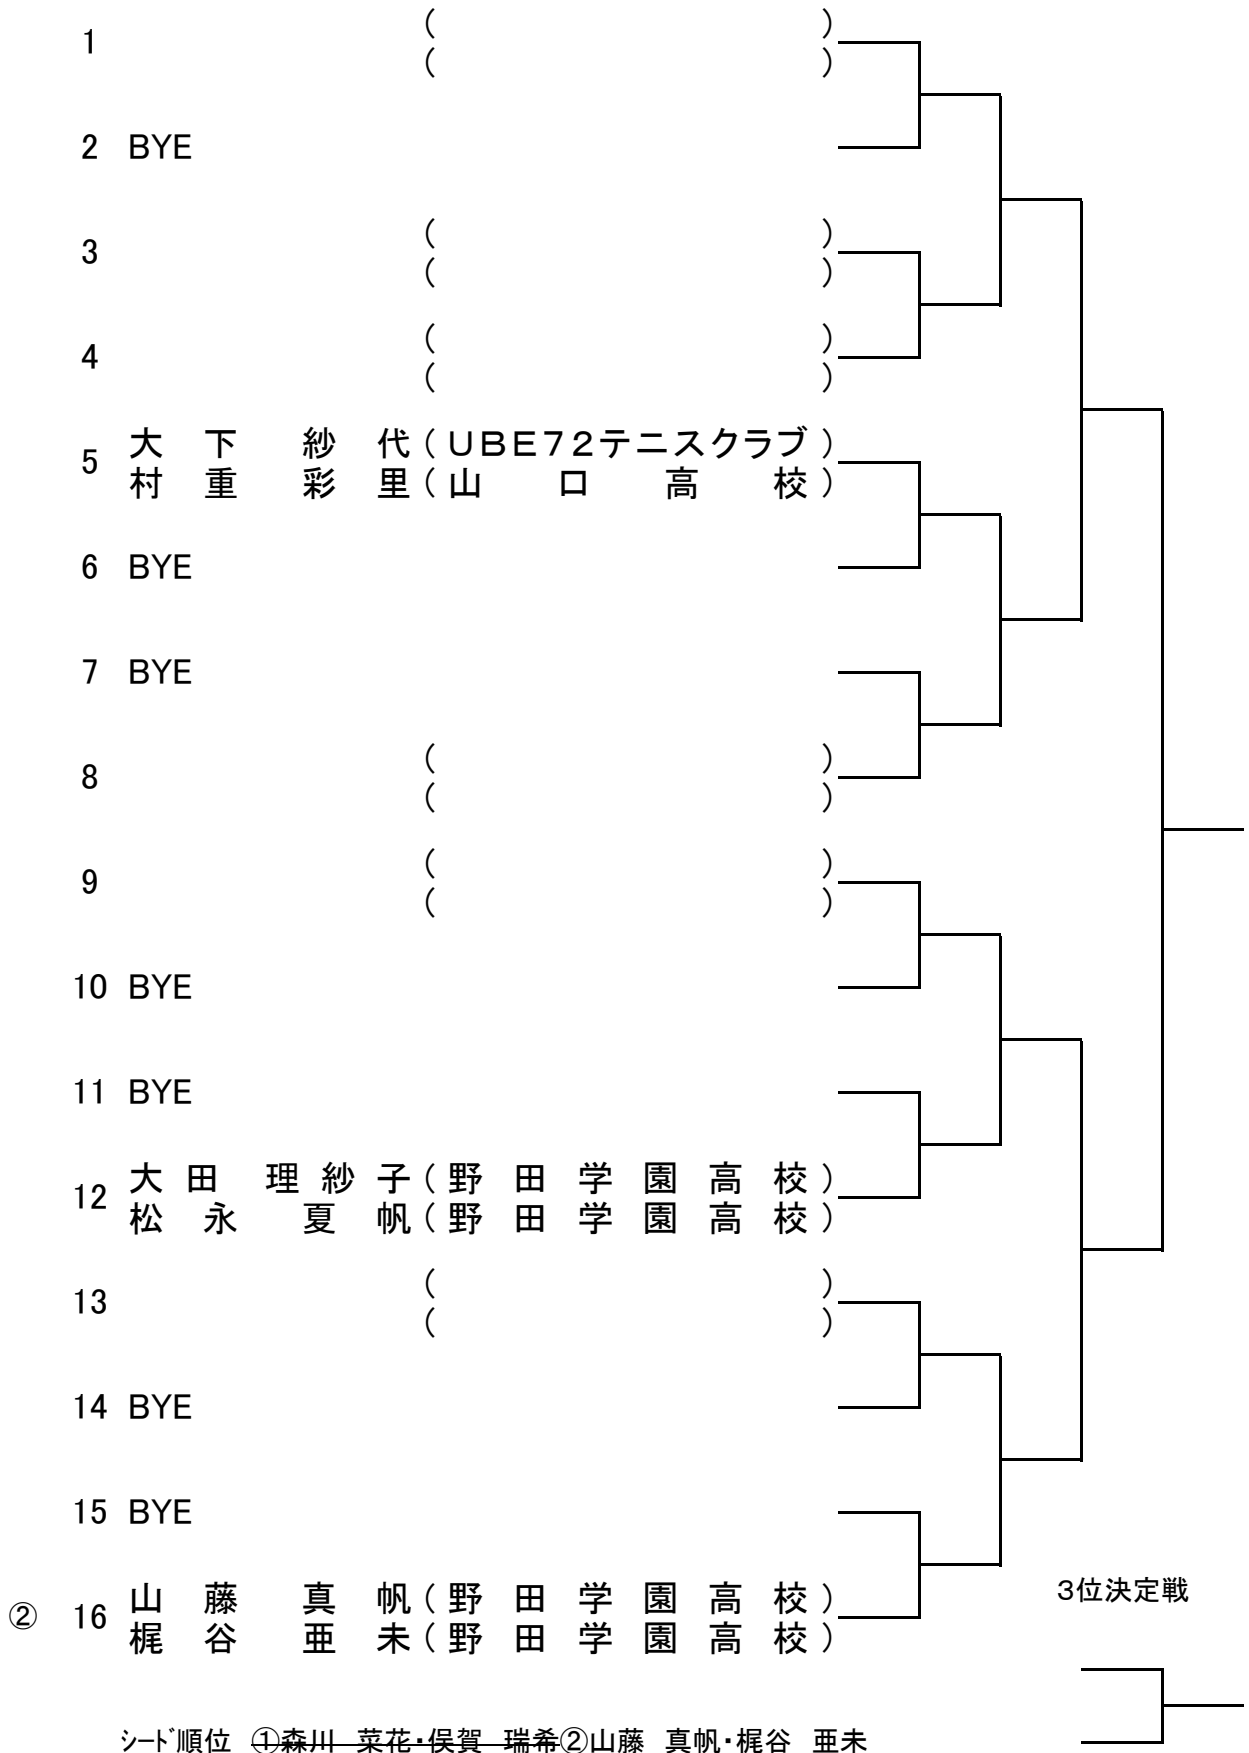 1 ( )
( )
2 BYE
3 ( )
( )
4 ( )
( )
5 大下 紗代(UBE72テニスクラブ)
村重 彩里(山口高校)
6 BYE
7 BYE
8 ( )
( )
9 ( )
( )
10 BYE
11 BYE
12 大田 理紗子(野田学園高校)
松永 夏帆(野田学園高校)
13 ( )
( )
14 BYE
15 BYE
② 16 山藤 真帆(野田学園高校)
梶谷 亜未(野田学園高校)
3位決定戦
シード順位 ①森川 菜花・俣賀 瑞希②山藤 真帆・梶谷 亜未